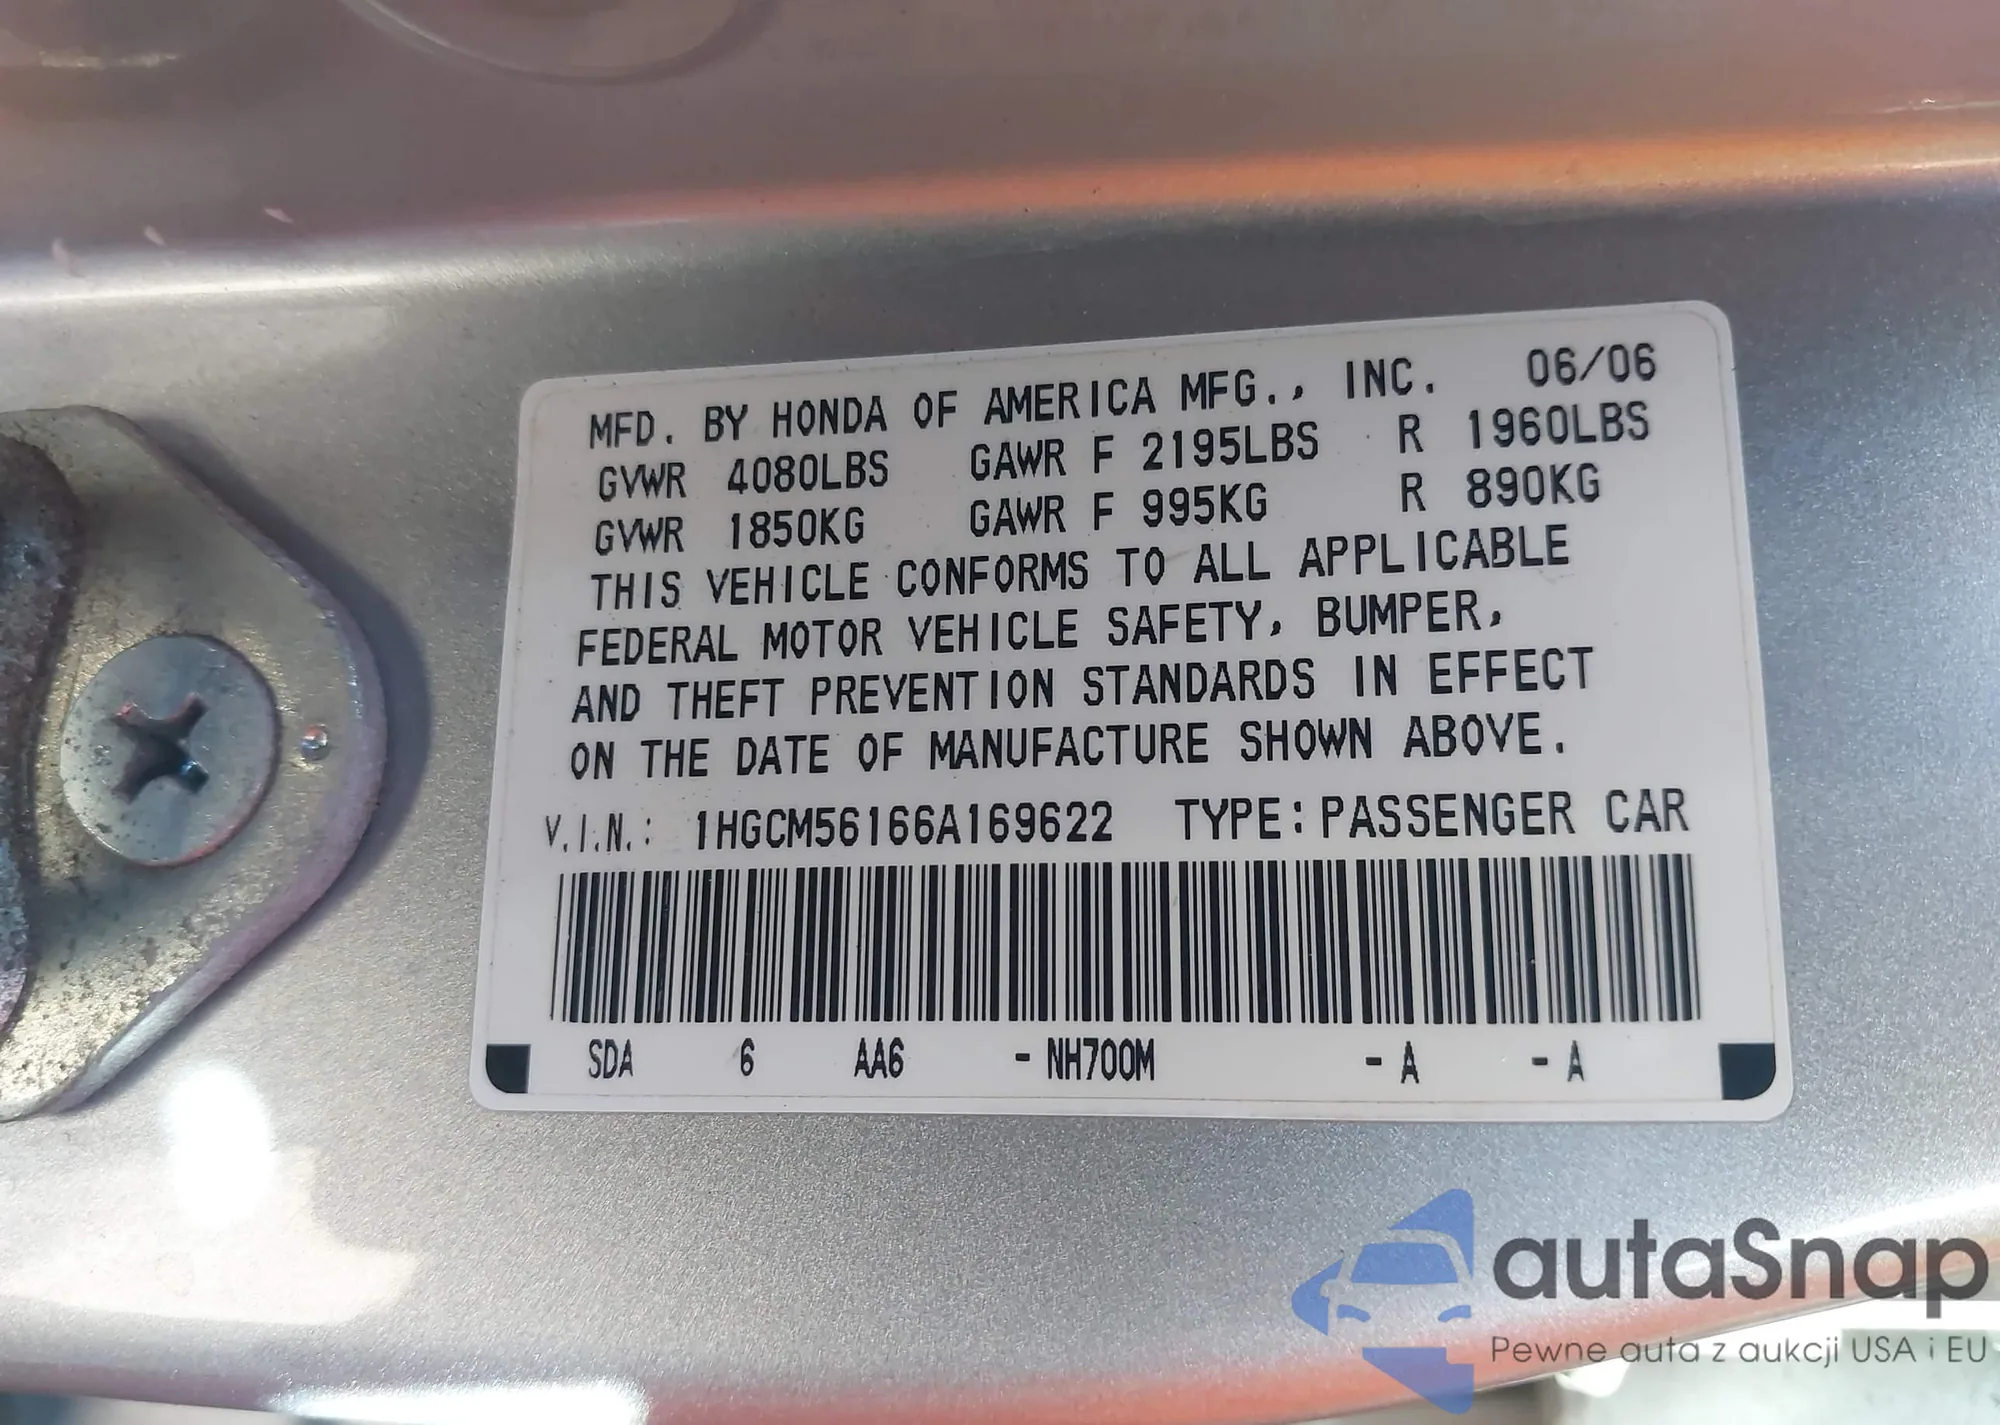 MFD. BY HONDA OF AMERICA MFG., INC. 06/06
GVWR 4080LBS GAWR F 2195LBS R 1960LBS
GVWR 1850KG GAWR F 995KG R 890KG
THIS VEHICLE CONFORMS TO ALL APPLICABLE
FEDERAL MOTOR VEHICLE SAFETY, BUMPER,
AND THEFT PREVENTION STANDARDS IN EFFECT
ON THE DATE OF MANUFACTURE SHOWN ABOVE.
V.I.N.: 1HGCM56166A169622 TYPE: PASSENGER CAR
SDA 6 AA6 - NH700M - A - A
autaSnap
Pewne auta z aukcji USA i EU